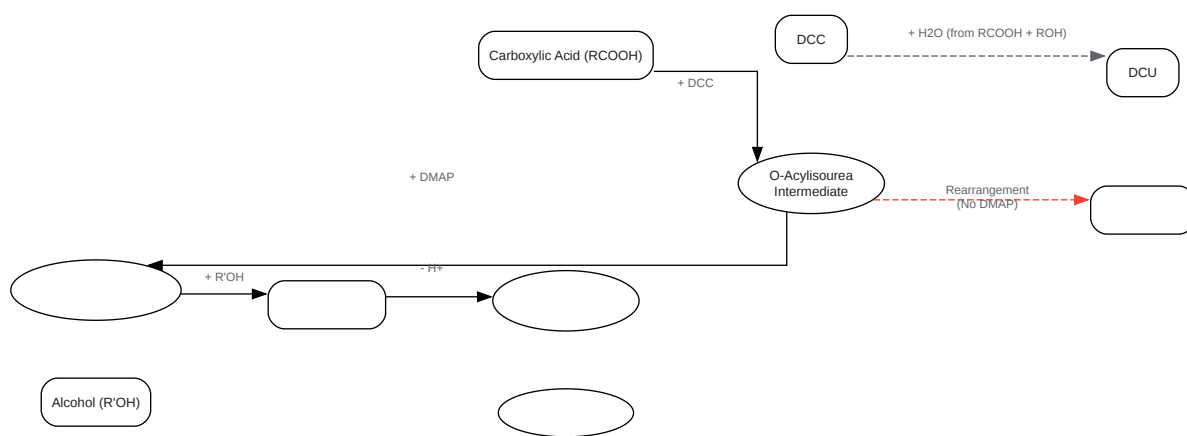 + H2O (from RCOOH + ROH)
DCC
Carboxylic Acid (RCOOH)
DCU
+ DCC
+ DMAP
O-Acylisourea
Intermediate
Rearrangement
(No DMAP)
+ R'OH
- H+
Alcohol (R'OH)